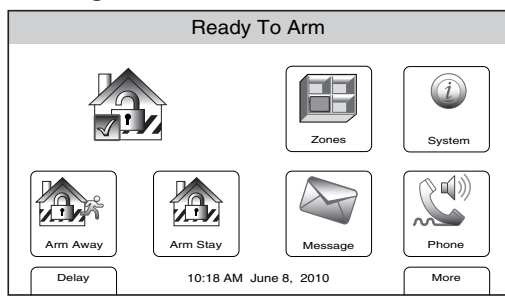 Ready To Arm
Zones
System
Arm Away
Arm Stay
Message
Phone
Delay
10:18 AM June 8, 2010
More